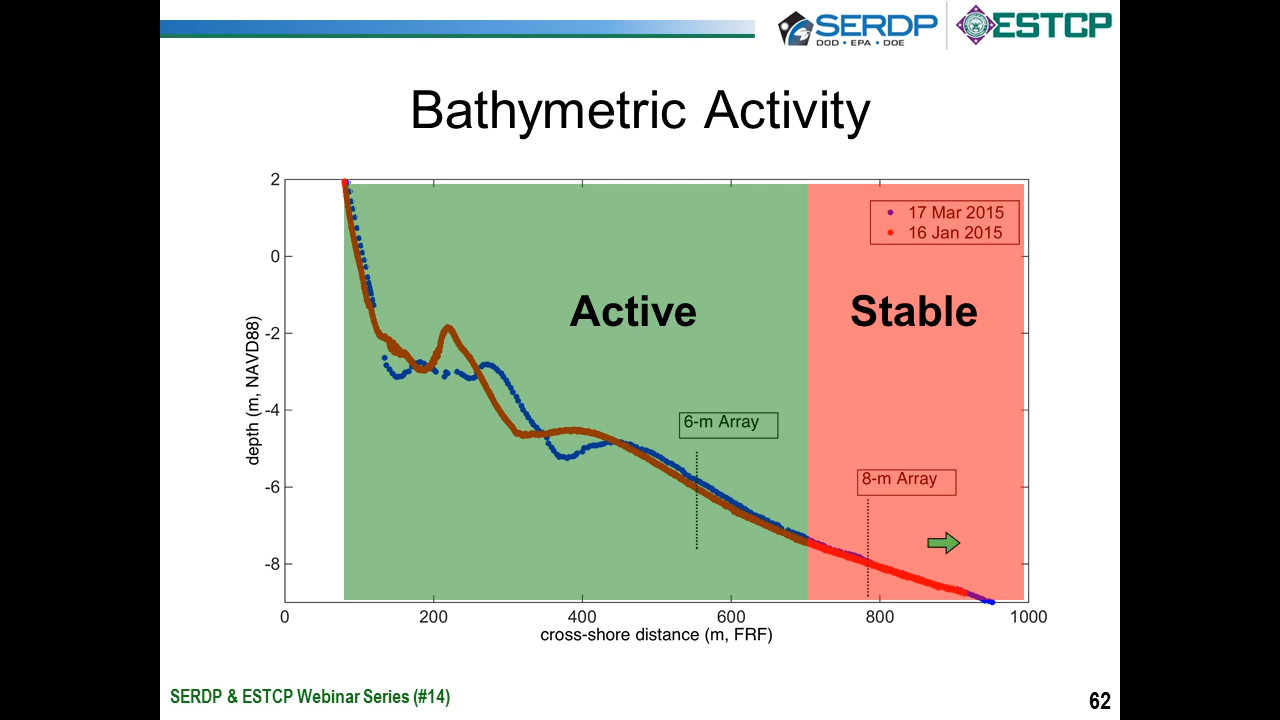 SERDP
DOD • EPA • DOE
ESTCP
Bathymetric Activity
2
0
-2
-4
-6
-8
depth (m, NAVD88)
17 Mar 2015
16 Jan 2015
Active
Stable
6-m Array
8-m Array
0 200 400 600 800 1000
cross-shore distance (m, FRF)
SERDP & ESTCP Webinar Series (#14)
62